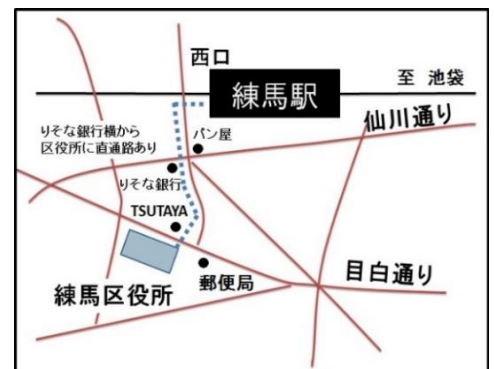 西口
練馬駅
至 池袋
仙川通り
りそな銀行横から
区役所に直通路あり
パン屋
りそな銀行
TSUTAYA
目白通り
郵便局
練馬区役所